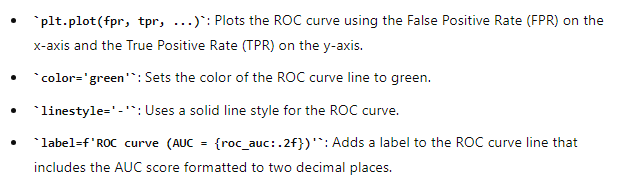 • `plt.plot(fpr, tpr, ...)`: Plots the ROC curve using the False Positive Rate (FPR) on the
x-axis and the True Positive Rate (TPR) on the y-axis.
• `color='green'`: Sets the color of the ROC curve line to green.
• `linestyle='-'`: Uses a solid line style for the ROC curve.
• `label=f'ROC curve (AUC = {roc_auc:.2f})'`: Adds a label to the ROC curve line that
includes the AUC score formatted to two decimal places.